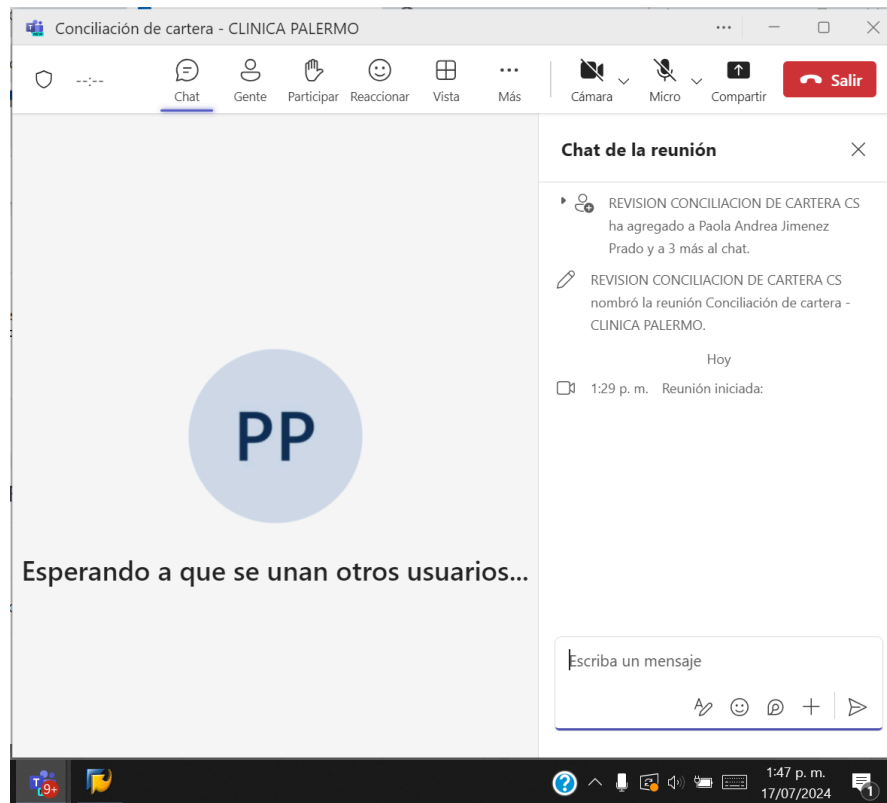 Conciliación de cartera - CLINICA PALERMO
--:--
Chat
Gente
Participar
Reaccionar
Vista
Más
Cámara
Micro
Compartir
Salir
Chat de la reunión
REVISION CONCILIACION DE CARTERA CS
ha agregado a Paola Andrea Jimenez
Prado y a 3 más al chat.
REVISION CONCILIACION DE CARTERA CS
nombró la reunión Conciliación de cartera -
CLINICA PALERMO.
Hoy
1:29 p. m. Reunión iniciada:
PP
Esperando a que se unan otros usuarios...
Escriba un mensaje
T
9+
1:47 p. m.
17/07/2024
1